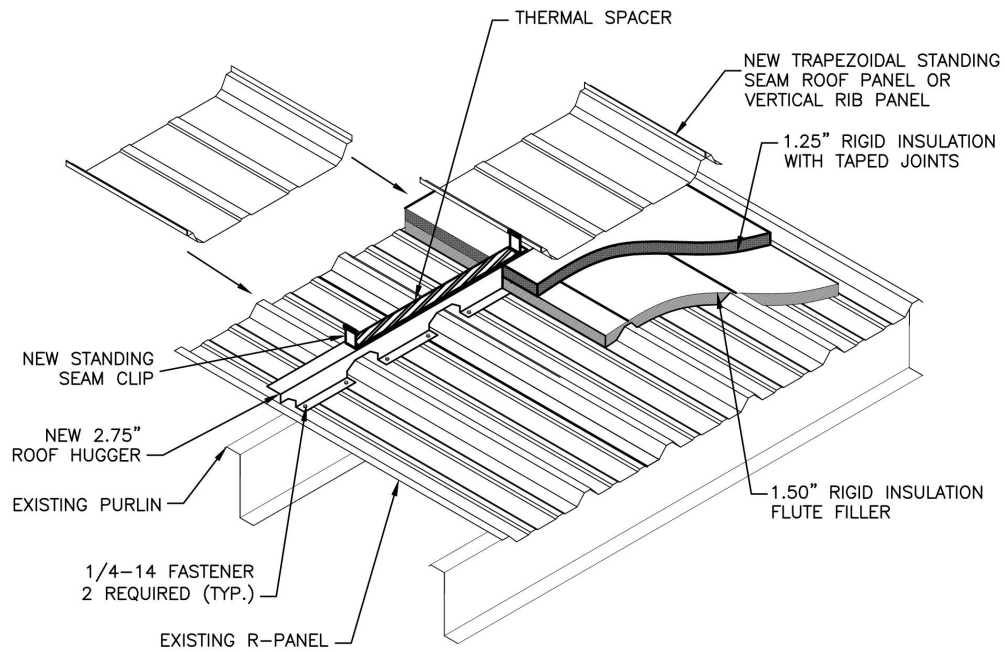 THERMAL SPACER
NEW TRAPEZOIDAL STANDING
SEAM ROOF PANEL OR
VERTICAL RIB PANEL
1.25” RIGID INSULATION
WITH TAPED JOINTS
NEW STANDING
SEAM CLIP
NEW 2.75”
ROOF HUGGER
EXISTING PURLIN
1.50” RIGID INSULATION
FLUTE FILLER
1/4–14 FASTENER
2 REQUIRED (TYP.)
EXISTING R–PANEL